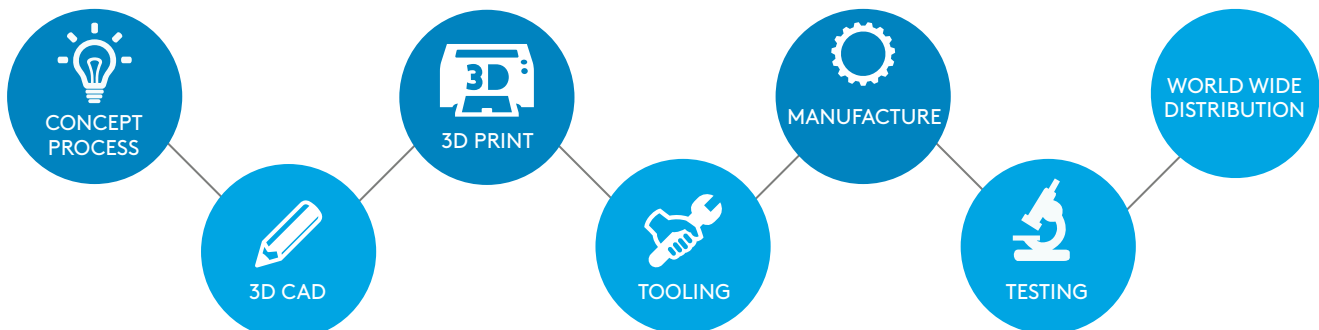 CONCEPT
PROCESS
3D CAD
3D
3D PRINT
TOOLING
MANUFACTURE
TESTING
WORLD WIDE
DISTRIBUTION